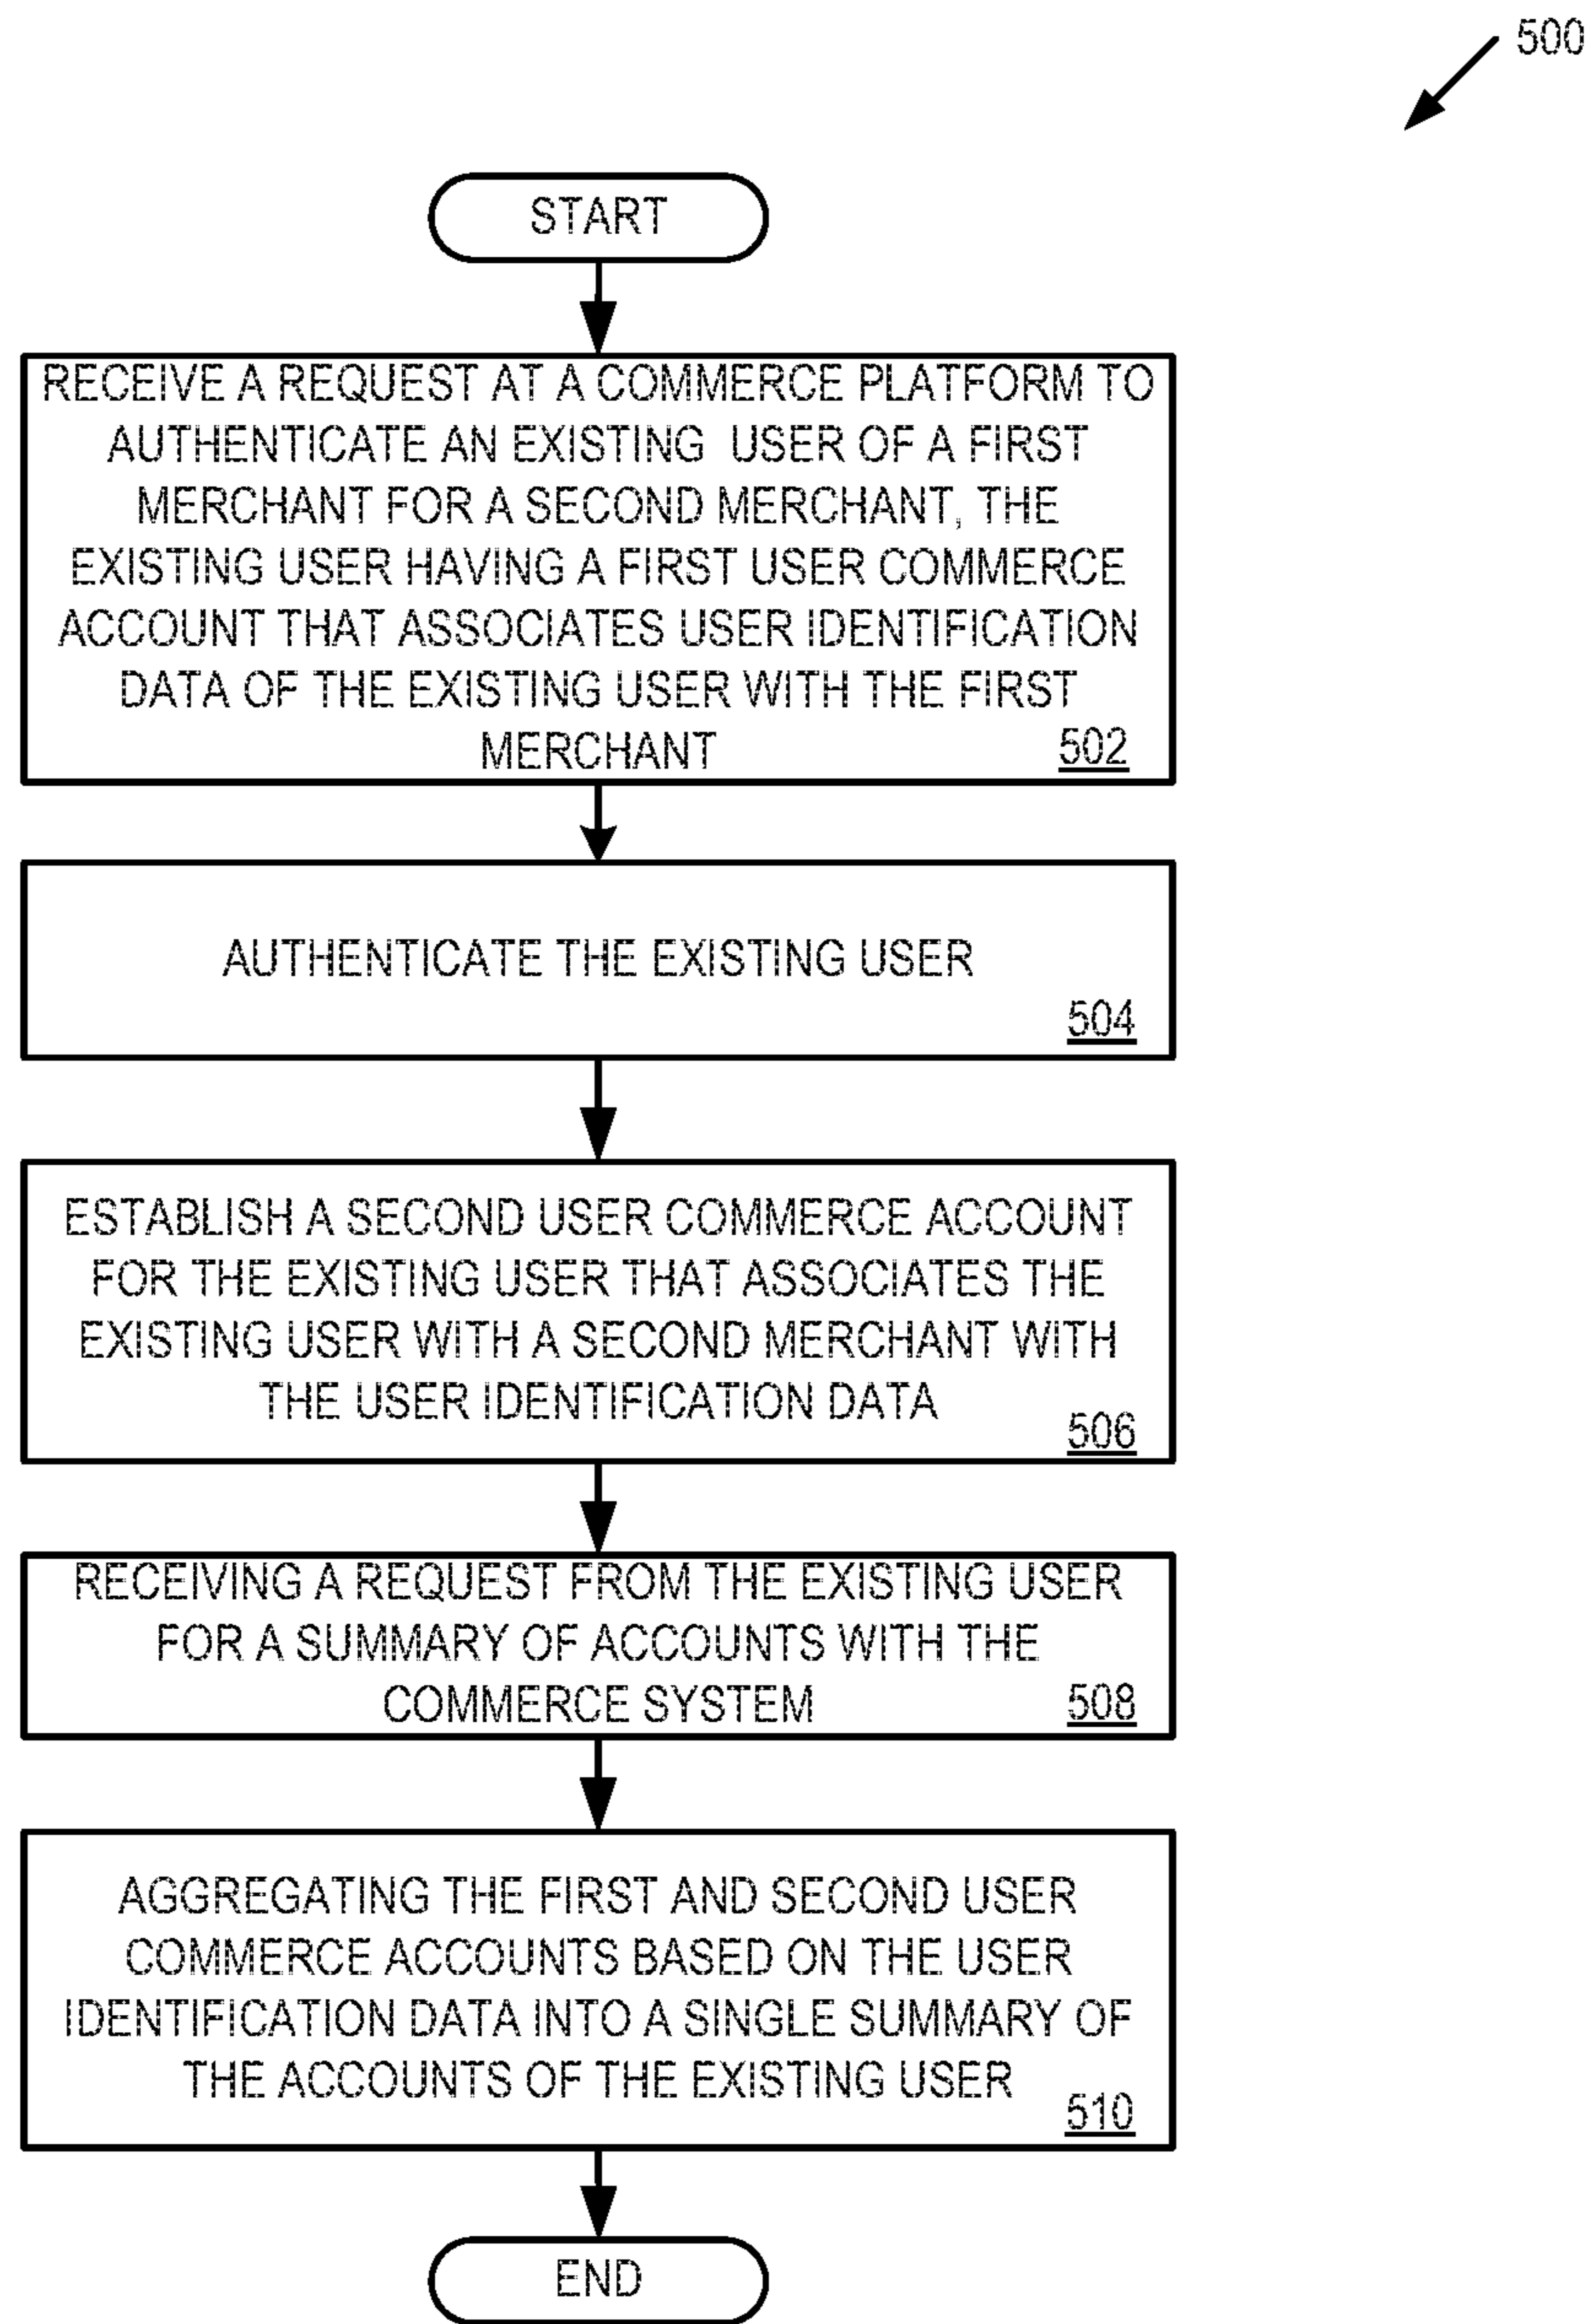 500
START
RECEIVE A REQUEST AT A COMMERCE PLATFORM TO
AUTHENTICATE AN EXISTING USER OF A FIRST
MERCHANT FOR A SECOND MERCHANT, THE
EXISTING USER HAVING A FIRST USER COMMERCE
ACCOUNT THAT ASSOCIATES USER IDENTIFICATION
DATA OF THE EXISTING USER WITH THE FIRST
MERCHANT
502
AUTHENTICATE THE EXISTING USER
504
ESTABLISH A SECOND USER COMMERCE ACCOUNT
FOR THE EXISTING USER THAT ASSOCIATES THE
EXISTING USER WITH A SECOND MERCHANT WITH
THE USER IDENTIFICATION DATA
506
RECEIVING A REQUEST FROM THE EXISTING USER
FOR A SUMMARY OF ACCOUNTS WITH THE
COMMERCE SYSTEM
508
AGGREGATING THE FIRST AND SECOND USER
COMMERCE ACCOUNTS BASED ON THE USER
IDENTIFICATION DATA INTO A SINGLE SUMMARY OF
THE ACCOUNTS OF THE EXISTING USER
510
END